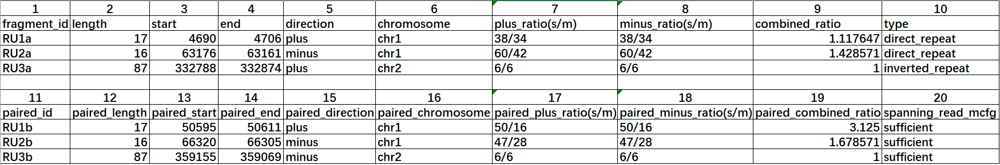 1 2 3 4 5 6 7 8 9 10
fragment_id length start end direction chromosome plus_ratio(s/m) minus_ratio(s/m) combined_ratio type
RU1a 17 4690 4706 plus chr1 38/34 38/34 1.117647 direct_repeat
RU2a 16 63176 63161 minus chr1 60/42 60/42 1.428571 direct_repeat
RU3a 87 332788 332874 plus chr2 6/6 6/6 1 inverted_repeat
11 12 13 14 15 16 17 18 19 20
paired_id paired_length paired_start paired_end paired_direction paired_chromosome paired_plus_ratio(s/m) paired_minus_ratio(s/m) paired_combined_ratio spanning_read_mcfg
RU1b 17 50595 50611 plus chr1 50/16 50/16 3.125 sufficient
RU2b 16 66320 66305 minus chr1 47/28 47/28 1.678571 sufficient
RU3b 87 359155 359069 minus chr2 6/6 6/6 1 sufficient